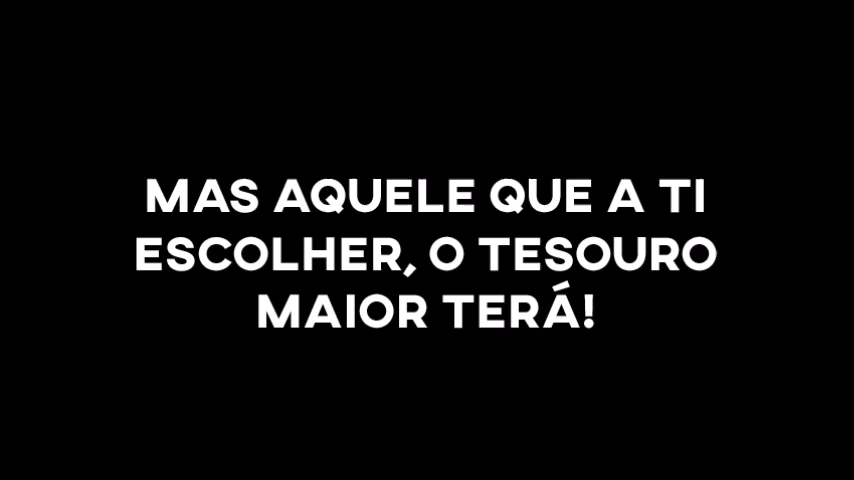 MAS AQUELE QUE A TI
ESCOLHER, O TESOURO
MAIOR TERÁ!